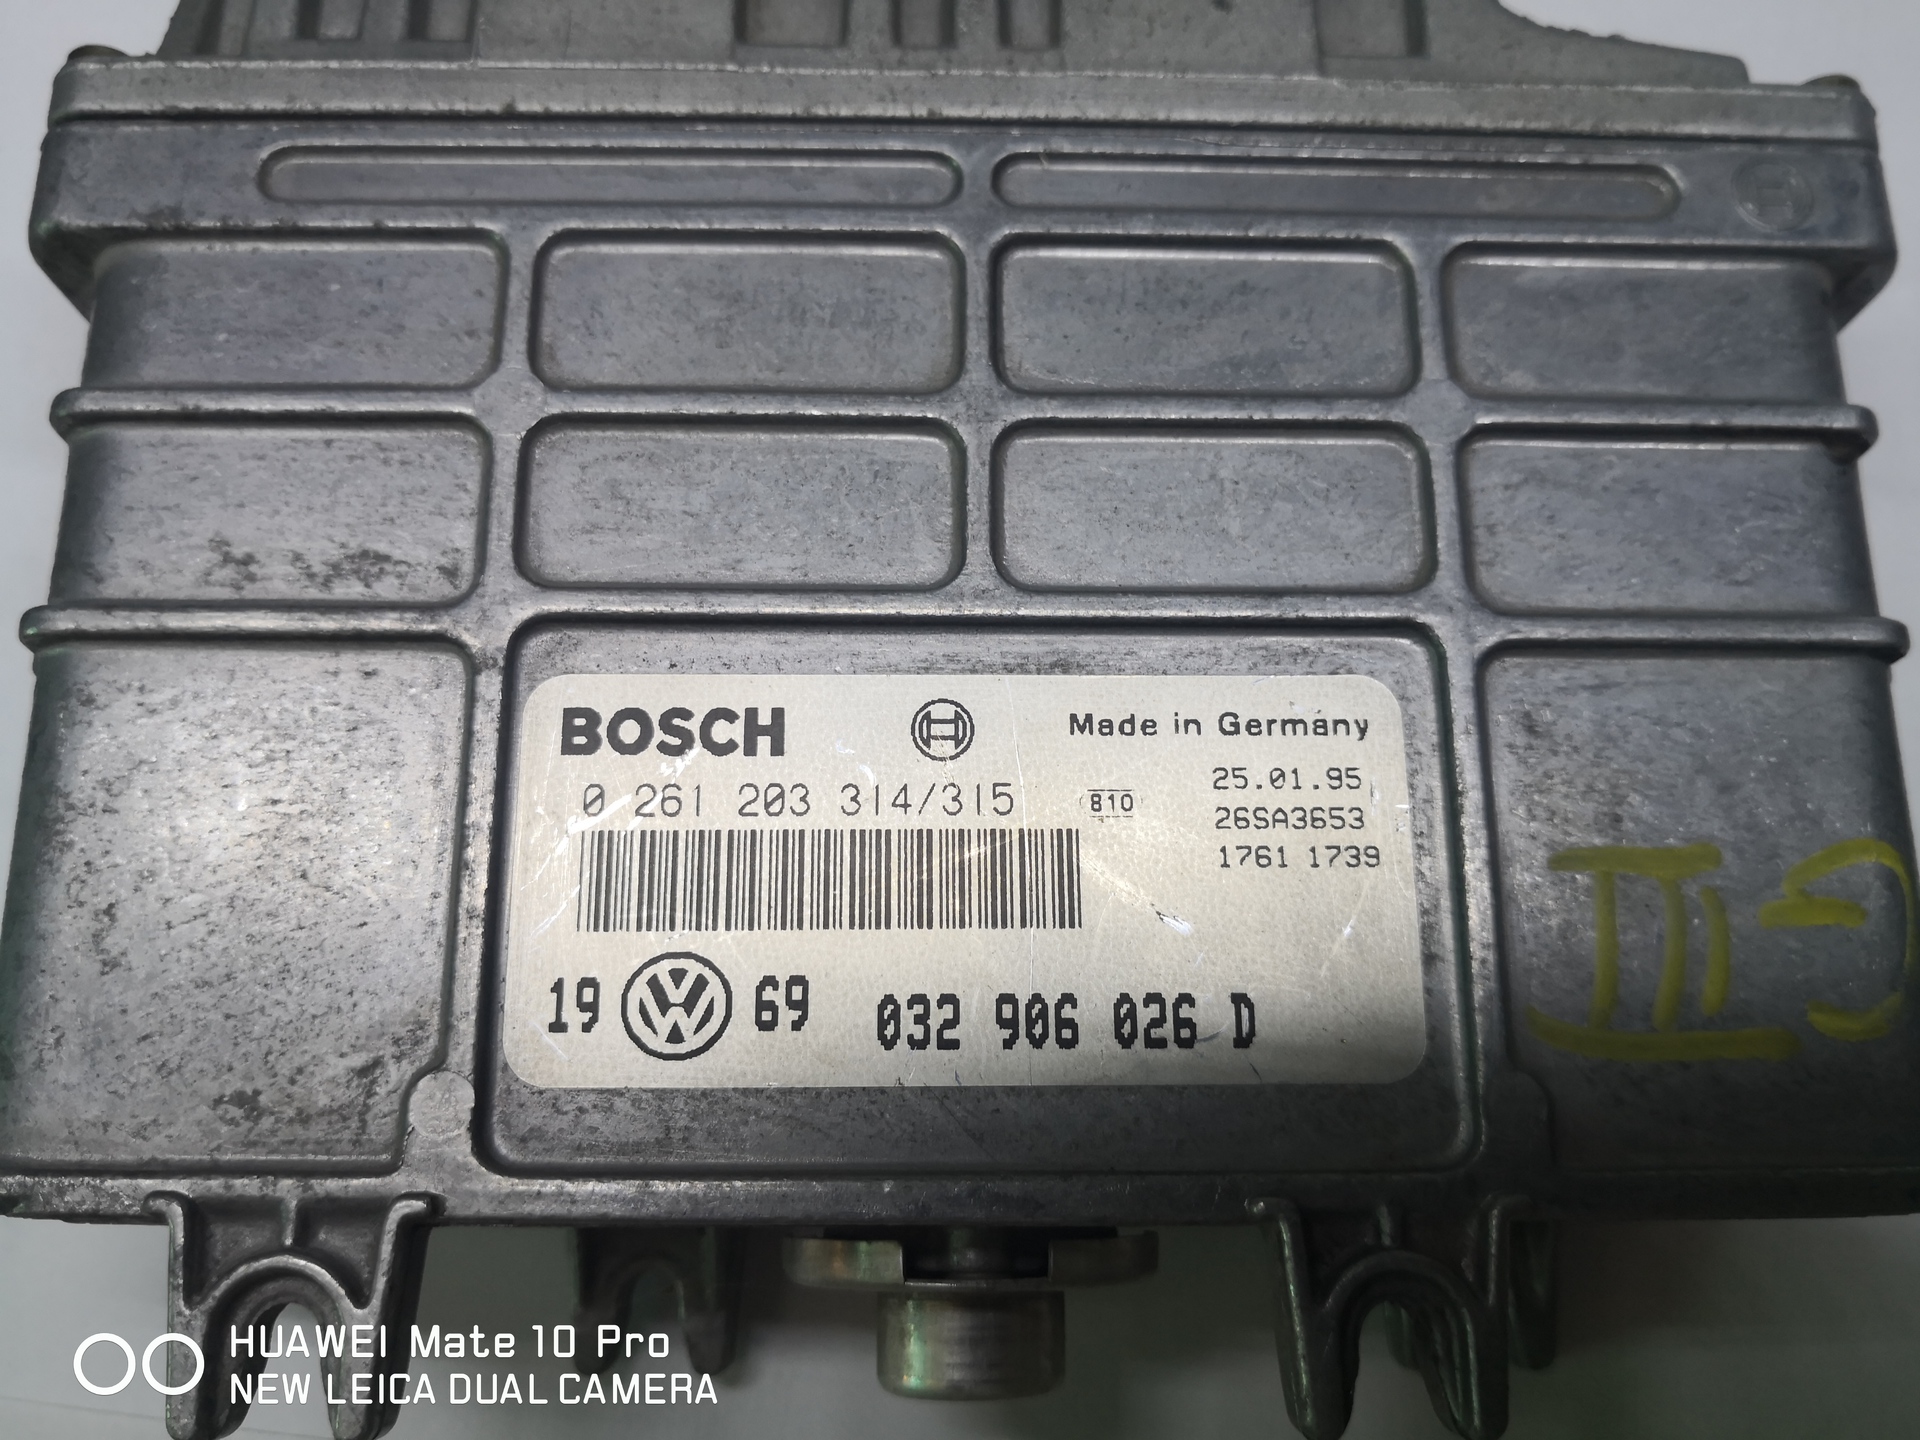 BOSCH
Made in Germany
0 261 203 314/315
810
25.01.95
26SA3653
1761 1739
19 VW 69 032 906 026 D
HUAWEI Mate 10 Pro
NEW LEICA DUAL CAMERA